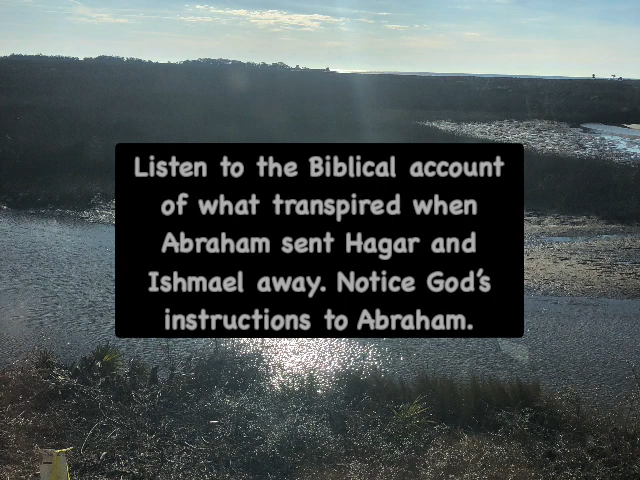 Listen to the Biblical account
of what transpired when
Abraham sent Hagar and
Ishmael away. Notice God's
instructions to Abraham.